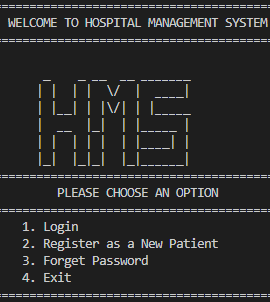 WELCOME TO HOSPITAL MANAGEMENT SYSTEM
HMS
PLEASE CHOOSE AN OPTION
1. Login
2. Register as a New Patient
3. Forget Password
4. Exit